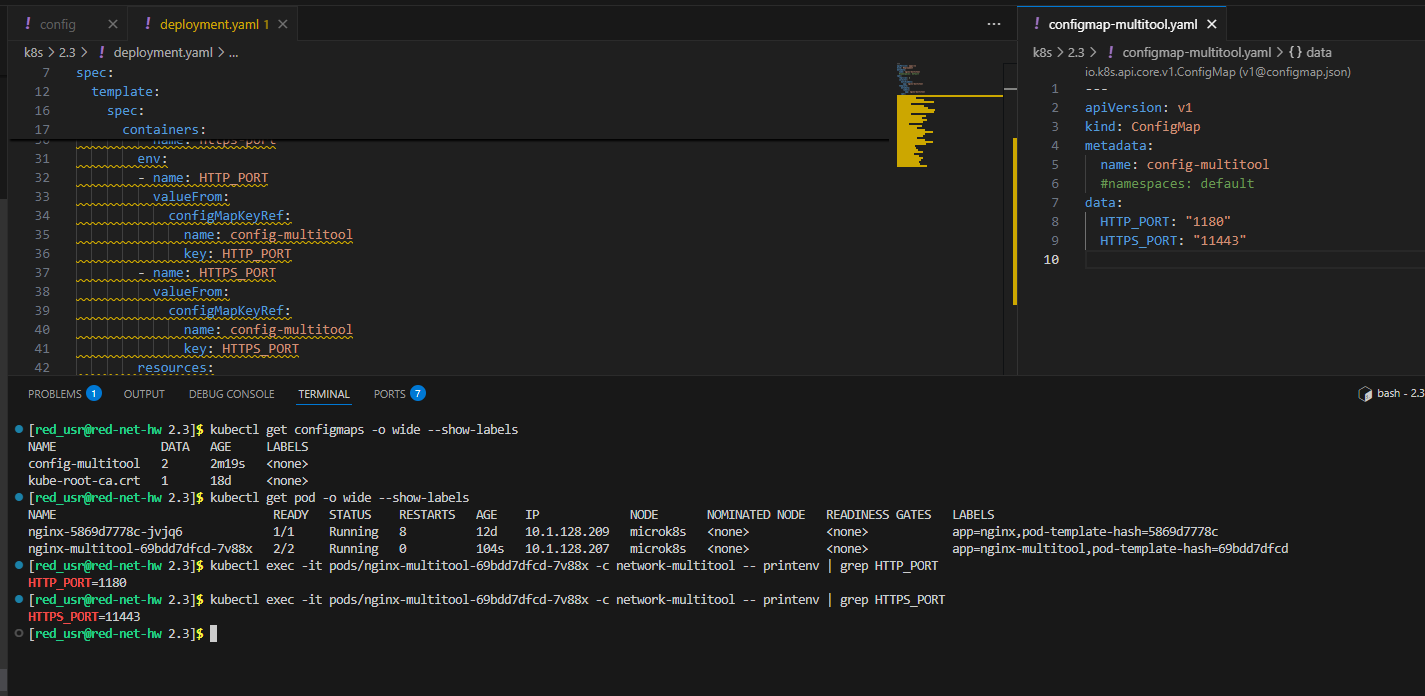 ! config ×
! deployment.yaml 1 ×
...
k8s > 2.3 > ! deployment.yaml > ...
7 spec:
12 template:
16 spec:
17 containers:
30 name: https-port
31 env:
32 - name: HTTP_PORT
33 valueFrom:
34 configMapKeyRef:
35 name: config-multitool
36 key: HTTP_PORT
37 - name: HTTPS_PORT
38 valueFrom:
39 configMapKeyRef:
40 name: config-multitool
41 key: HTTPS_PORT
42 resources:
! configmap-multitool.yaml ×
k8s > 2.3 > ! configmap-multitool.yaml > {} data
io.k8s.api.core.v1.ConfigMap (v1@configmap.json)
1 ---
2 apiVersion: v1
3 kind: ConfigMap
4 metadata:
5 name: config-multitool
6 #namespaces: default
7 data:
8 HTTP_PORT: "1180"
9 HTTPS_PORT: "11443"
10
PROBLEMS 1 OUTPUT DEBUG CONSOLE TERMINAL PORTS 7
bash - 2.3
[red_usr@red-net-hw 2.3]$ kubectl get configmaps -o wide --show-labels
NAME DATA AGE LABELS
config-multitool 2 2m19s <none>
kube-root-ca.crt 1 18d <none>
[red_usr@red-net-hw 2.3]$ kubectl get pod -o wide --show-labels
NAME READY STATUS RESTARTS AGE IP NODE NOMINATED NODE READINESS GATES LABELS
nginx-5869d7778c-jvjq6 1/1 Running 8 12d 10.1.128.209 microk8s <none> <none> app=nginx,pod-template-hash=5869d7778c
nginx-multitool-69bdd7dfcd-7v88x 2/2 Running 0 104s 10.1.128.207 microk8s <none> <none> app=nginx-multitool,pod-template-hash=69bdd7dfcd
[red_usr@red-net-hw 2.3]$ kubectl exec -it pods/nginx-multitool-69bdd7dfcd-7v88x -c network-multitool -- printenv | grep HTTP_PORT
HTTP_PORT=1180
[red_usr@red-net-hw 2.3]$ kubectl exec -it pods/nginx-multitool-69bdd7dfcd-7v88x -c network-multitool -- printenv | grep HTTPS_PORT
HTTPS_PORT=11443
[red_usr@red-net-hw 2.3]$